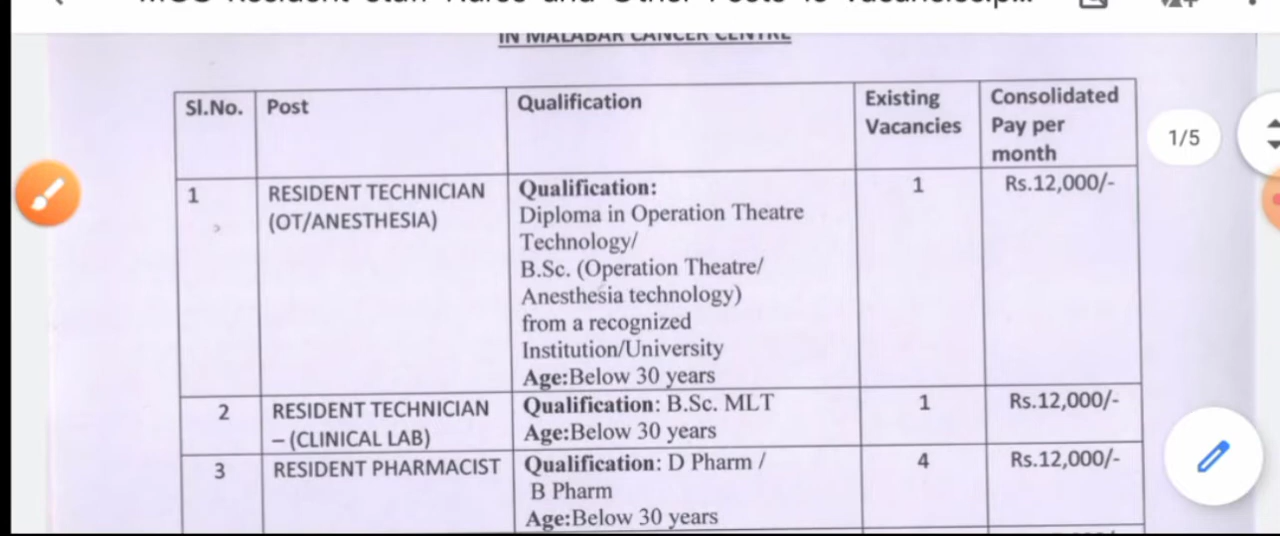 IN MALABAR CANCER CENTRE
Sl.No. Post Qualification Existing Vacancies Consolidated Pay per month
1/5
1 RESIDENT TECHNICIAN (OT/ANESTHESIA) Qualification: 1 Rs.12,000/-
Diploma in Operation Theatre
Technology/
B.Sc. (Operation Theatre/
Anesthesia technology)
from a recognized
Institution/University
Age:Below 30 years
2 RESIDENT TECHNICIAN – (CLINICAL LAB) Qualification: B.Sc. MLT 1 Rs.12,000/-
Age:Below 30 years
3 RESIDENT PHARMACIST Qualification: D Pharm / 4 Rs.12,000/-
B Pharm
Age:Below 30 years